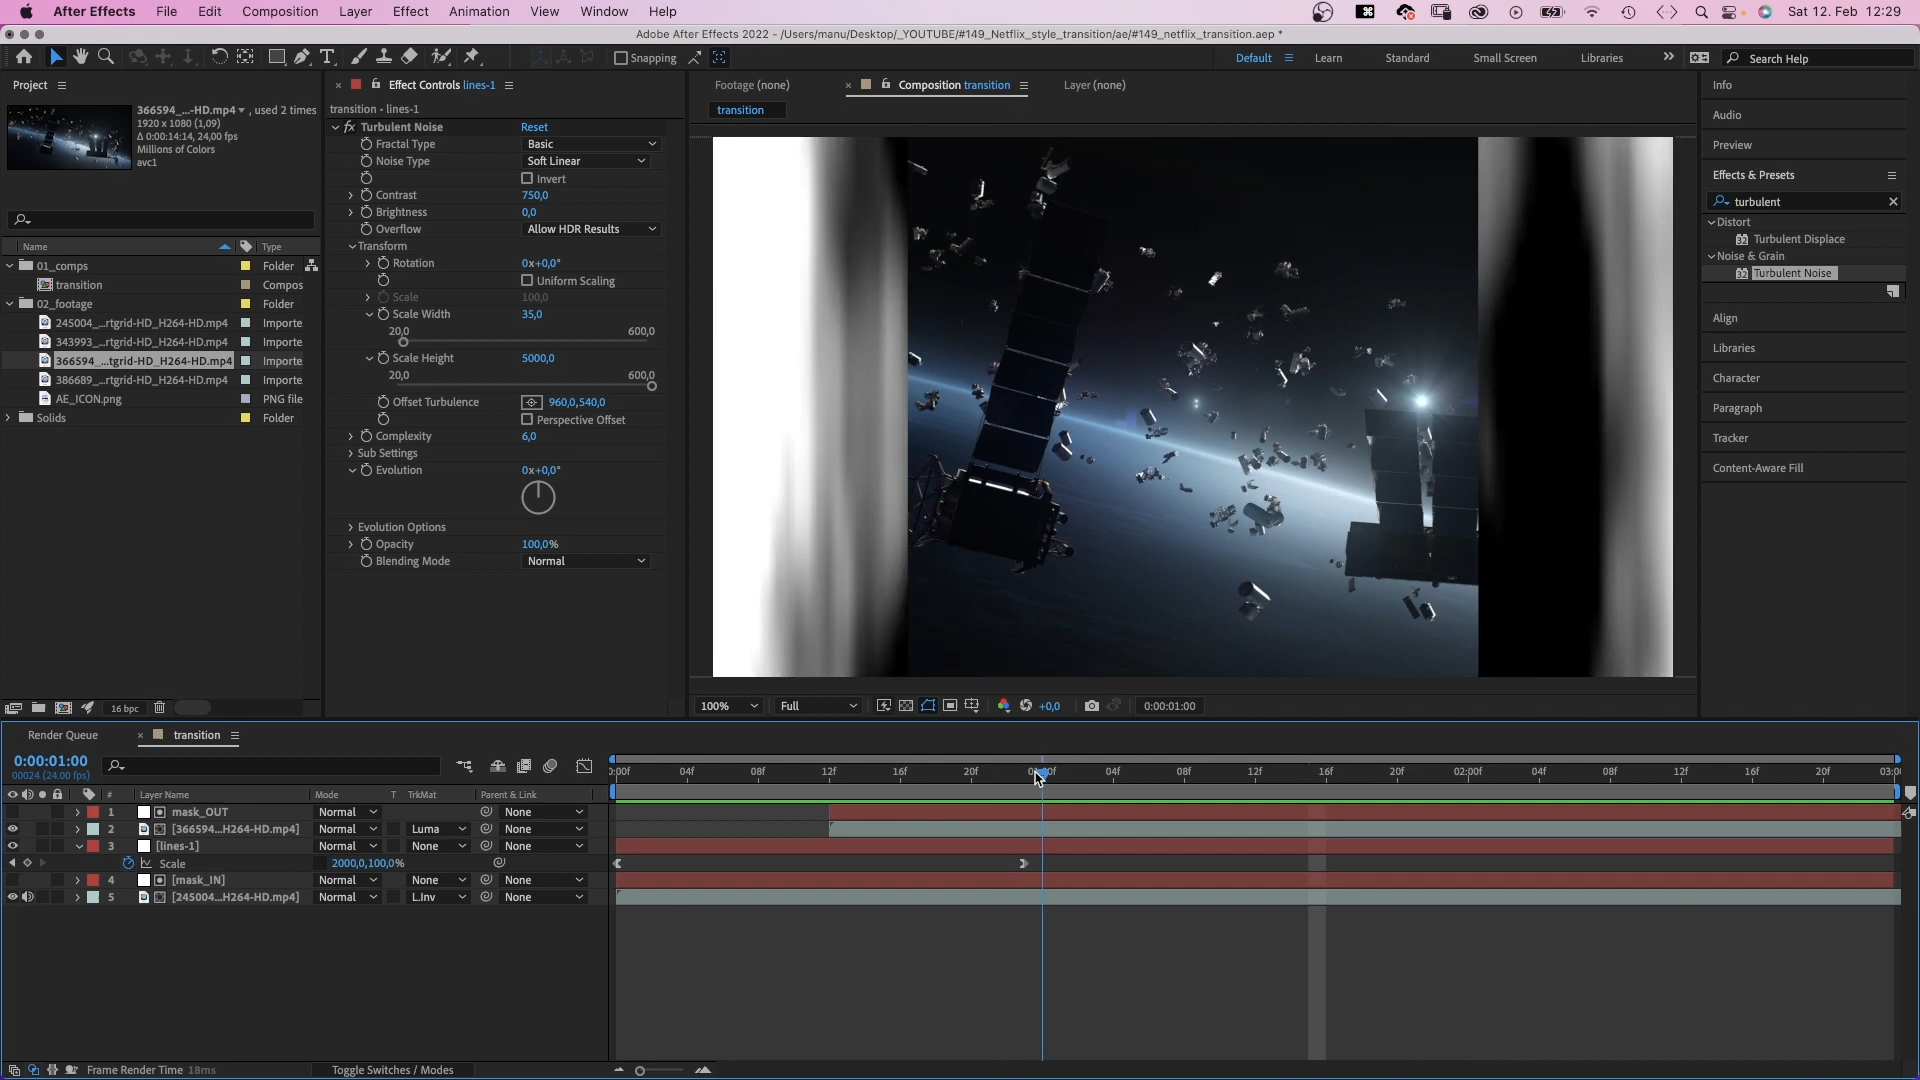 After Effects File Edit Composition Layer Effect Animation View Window Help Sat 12. Feb 12:29
Adobe After Effects 2022 - /Users/manu/Desktop/_YOUTUBE/#149_Netflix_style_transition/ae/#149_netflix_transition.aep *
Snapping Default Learn Standard Small Screen Libraries Search Help
Project
366594_...-HD.mp4 , used 2 times
1920 x 1080 (1,09)
Δ 0:00:14:14, 24,00 fps
Millions of Colors
avc1
Name Type
01_comps Folder
transition Compos
02_footage Folder
245004_...rtgrid-HD_H264-HD.mp4 Importe
343993_...rtgrid-HD_H264-HD.mp4 Importe
366594_...tgrid-HD_H264-HD.mp4 Importe
386689_...rtgrid-HD_H264-HD.mp4 Importe
AE_ICON.png PNG file
Solids Folder
16 bpc
Effect Controls lines-1
transition • lines-1
fx Turbulent Noise Reset
Fractal Type Basic
Noise Type Soft Linear
Invert
Contrast 750,0
Brightness 0,0
Overflow Allow HDR Results
Transform
Rotation 0x+0,0°
Uniform Scaling
Scale 100,0
Scale Width 35,0
20,0 600,0
Scale Height 5000,0
20,0 600,0
Offset Turbulence 960,0,540,0
Perspective Offset
Complexity 6,0
Sub Settings
Evolution 0x+0,0°
Evolution Options
Opacity 100,0%
Blending Mode Normal
Footage (none) Composition transition Layer (none)
transition
100% Full +0,0 0:00:01:00
Info
Audio
Preview
Effects & Presets
turbulent
Distort
32 Turbulent Displace
Noise & Grain
32 Turbulent Noise
Align
Libraries
Character
Paragraph
Tracker
Content-Aware Fill
Render Queue transition
0:00:01:00
00024 (24.00 fps)
0:00f 04f 08f 12f 16f 20f 04f 08f 12f 16f 20f 02:00f 04f 08f 12f 16f 20f 03:00
# Layer Name Mode T TrkMat Parent & Link
1 mask_OUT Normal None
2 [366594...H264-HD.mp4] Normal Luma None
3 [lines-1] Normal None None
Scale 2000,0,100,0%
4 [mask_IN] Normal None None
5 [245004...H264-HD.mp4] Normal L.Inv None
Frame Render Time 18ms Toggle Switches / Modes